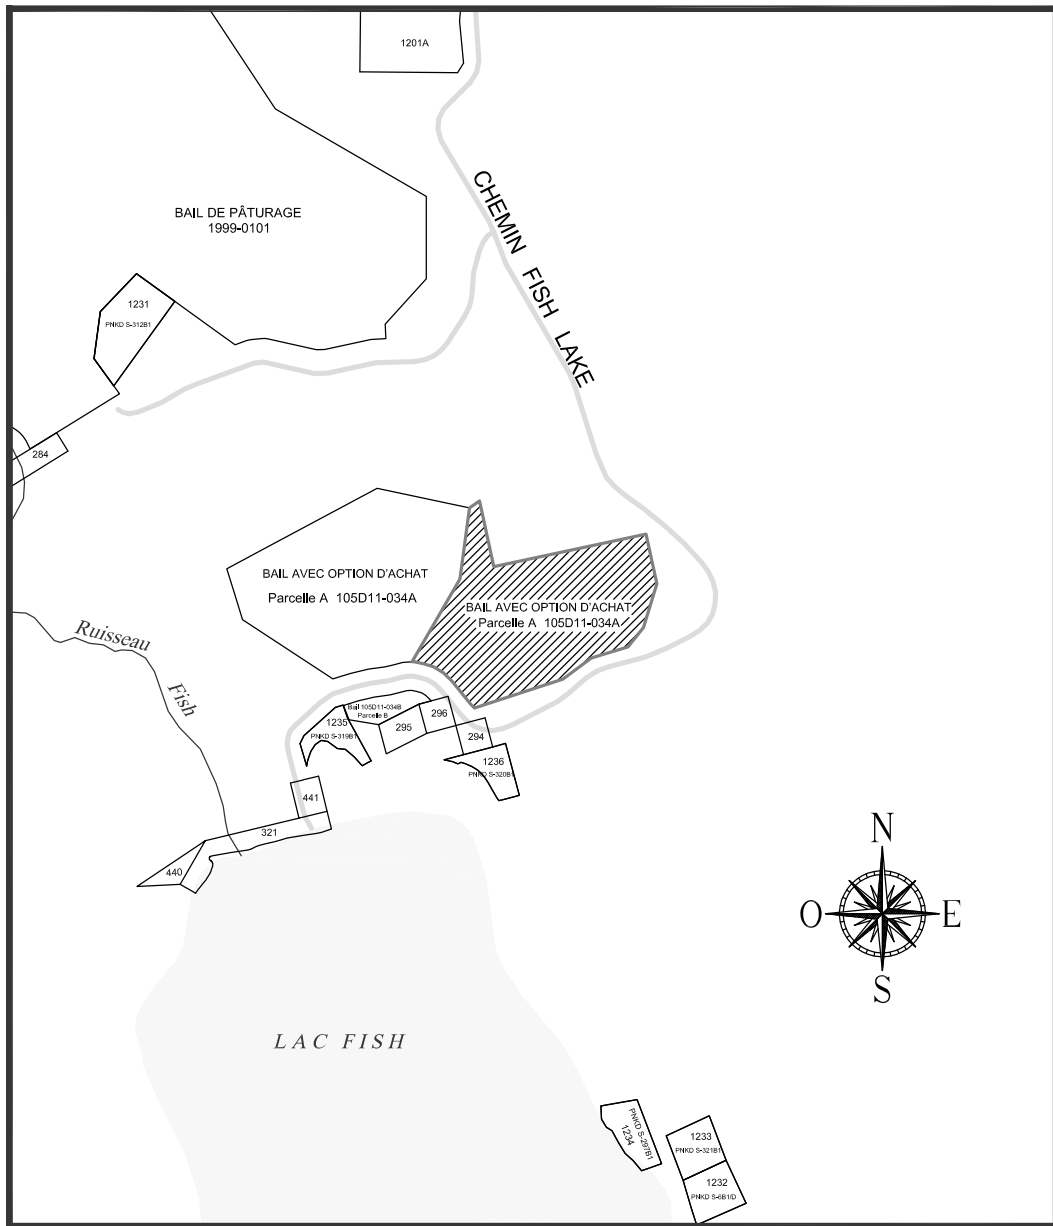 1201A
CHEMIN FISH LAKE
BAIL DE PÂTURAGE
1999-0101
1231
PNKD S-312B1
284
BAIL AVEC OPTION D'ACHAT
Parcelle A 105D11-034A
BAIL AVEC OPTION D'ACHAT
Parcelle A 105D11-034A
Ruisseau
Fish
Bail 105D11-034B
Parcelle B
1235
PNKD S-319B1
295
296
294
1236
PNKD S-320B1
441
321
440
N
O
E
S
LAC FISH
PNKD S-297B1
1234
1233
PNKD S-321B1
1232
PNKD S-6B1/D